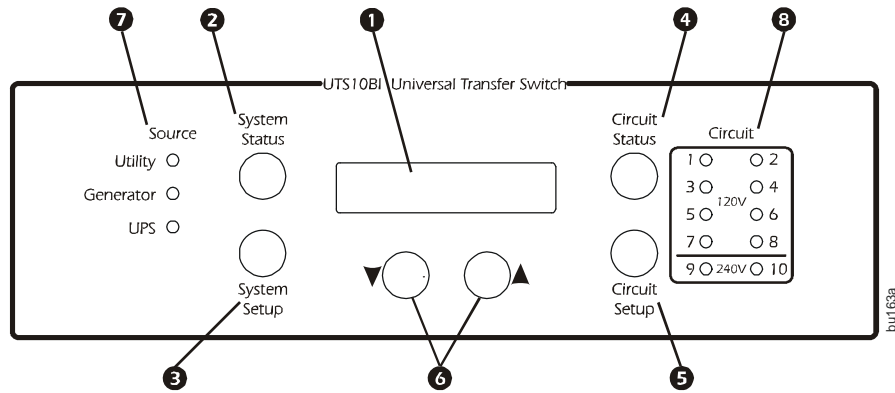 7 2 1 4 8
UTS10BI Universal Transfer Switch
Source
Utility
Generator
UPS
System
Status
System
Setup
Circuit
Status
Circuit
Setup
Circuit
1 2
3 4
120V
5 6
7 8
9 240V 10
3 6 5
bu163a